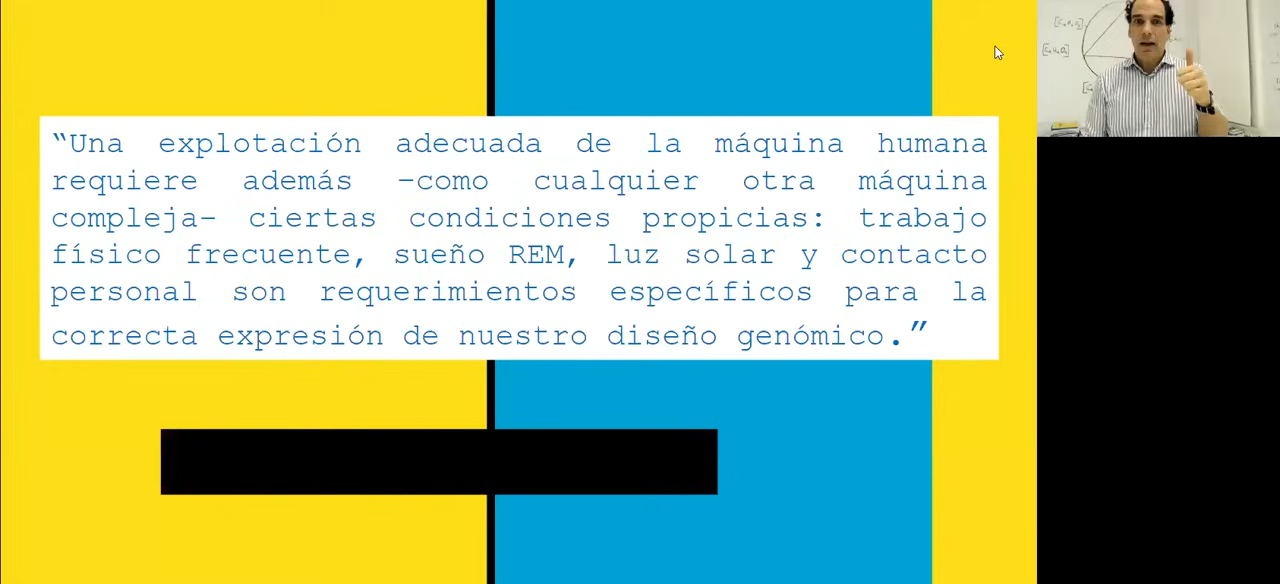 “Una explotación adecuada de la máquina humana
requiere además –como cualquier otra máquina
compleja– ciertas condiciones propicias: trabajo
físico frecuente, sueño REM, luz solar y contacto
personal son requerimientos específicos para la
correcta expresión de nuestro diseño genómico.”